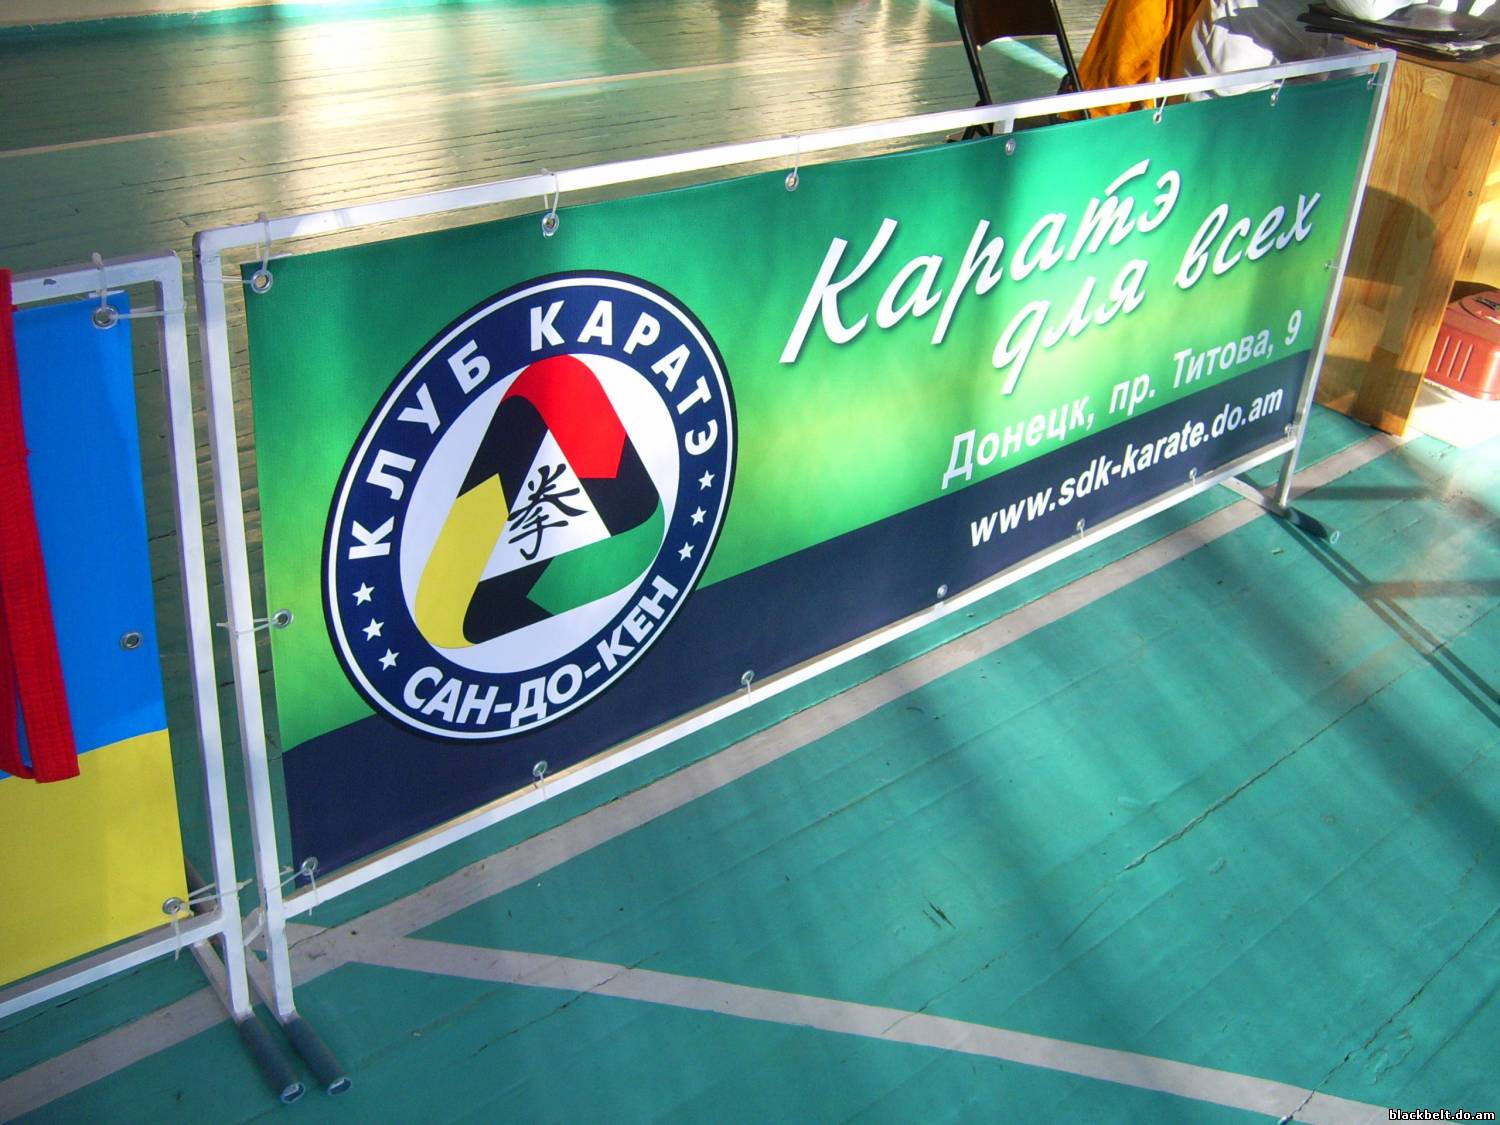 КЛУБ КАРАТЭ
拳
САН-ДО-КЕН
Каратэ
для всех
Донецк, пр. Титова, 9
www.sdk-karate.do.am
blackbelt.do.am